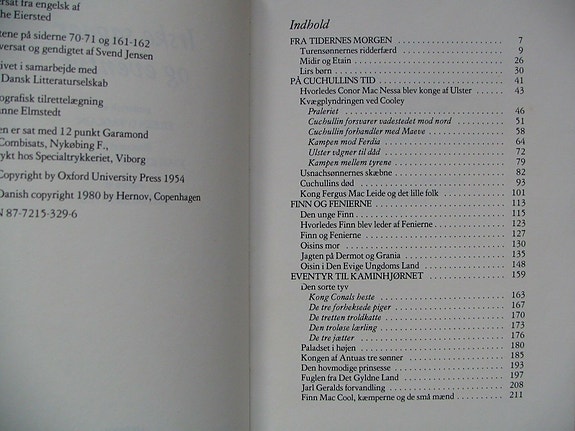 ersat fra engelsk af
he Eiersted
tene på siderne 70-71 og 161-162
versat og gendigtet af Svend Jensen
ivet i samarbejde med
Dansk Litteraturselskab
ografisk tilrettelægning
nne Elmstedt
en er sat med 12 punkt Garamond
Combisats, Nykøbing F.,
ykt hos Specialtrykkeriet, Viborg
Copyright by Oxford University Press 1954
Danish copyright 1980 by Hernov, Copenhagen
N 87-7215-329-6
Indhold
FRA TIDERNES MORGEN 7
Turensønnernes ridderfærd 9
Midir og Etain 26
Lirs børn 30
PÅ CUCHULLINS TID 41
Hvorledes Conor Mac Nessa blev konge af Ulster 43
Kvægplyndringen ved Cooley
Praleriet 46
Cuchullin forsvarer vadestedet mod nord 51
Cuchullin forhandler med Maeve 58
Kampen mod Ferdia 64
Ulster vågner til dåd 72
Kampen mellem tyrene 79
Usnachsønnernes skæbne 82
Cuchullins død 93
Kong Fergus Mac Leide og det lille folk 101
FINN OG FENIERNE 113
Den unge Finn 115
Hvorledes Finn blev leder af Fenierne 123
Finn og Fenierne 127
Oisins mor 130
Jagten på Dermot og Grania 135
Oisin i Den Evige Ungdoms Land 148
EVENTYR TIL KAMINHJØRNET 159
Den sorte tyv
Kong Conals heste 163
De tre forheksede piger 167
De tretten troldkatte 170
Den troløse lærling 173
De tre jætter 176
Paladset i højen 180
Kongen af Antuas tre sønner 185
Den hovmodige prinsesse 193
Fuglen fra Det Gyldne Land 197
Jarl Geralds forvandling 208
Finn Mac Cool, kæmperne og de små mænd 211